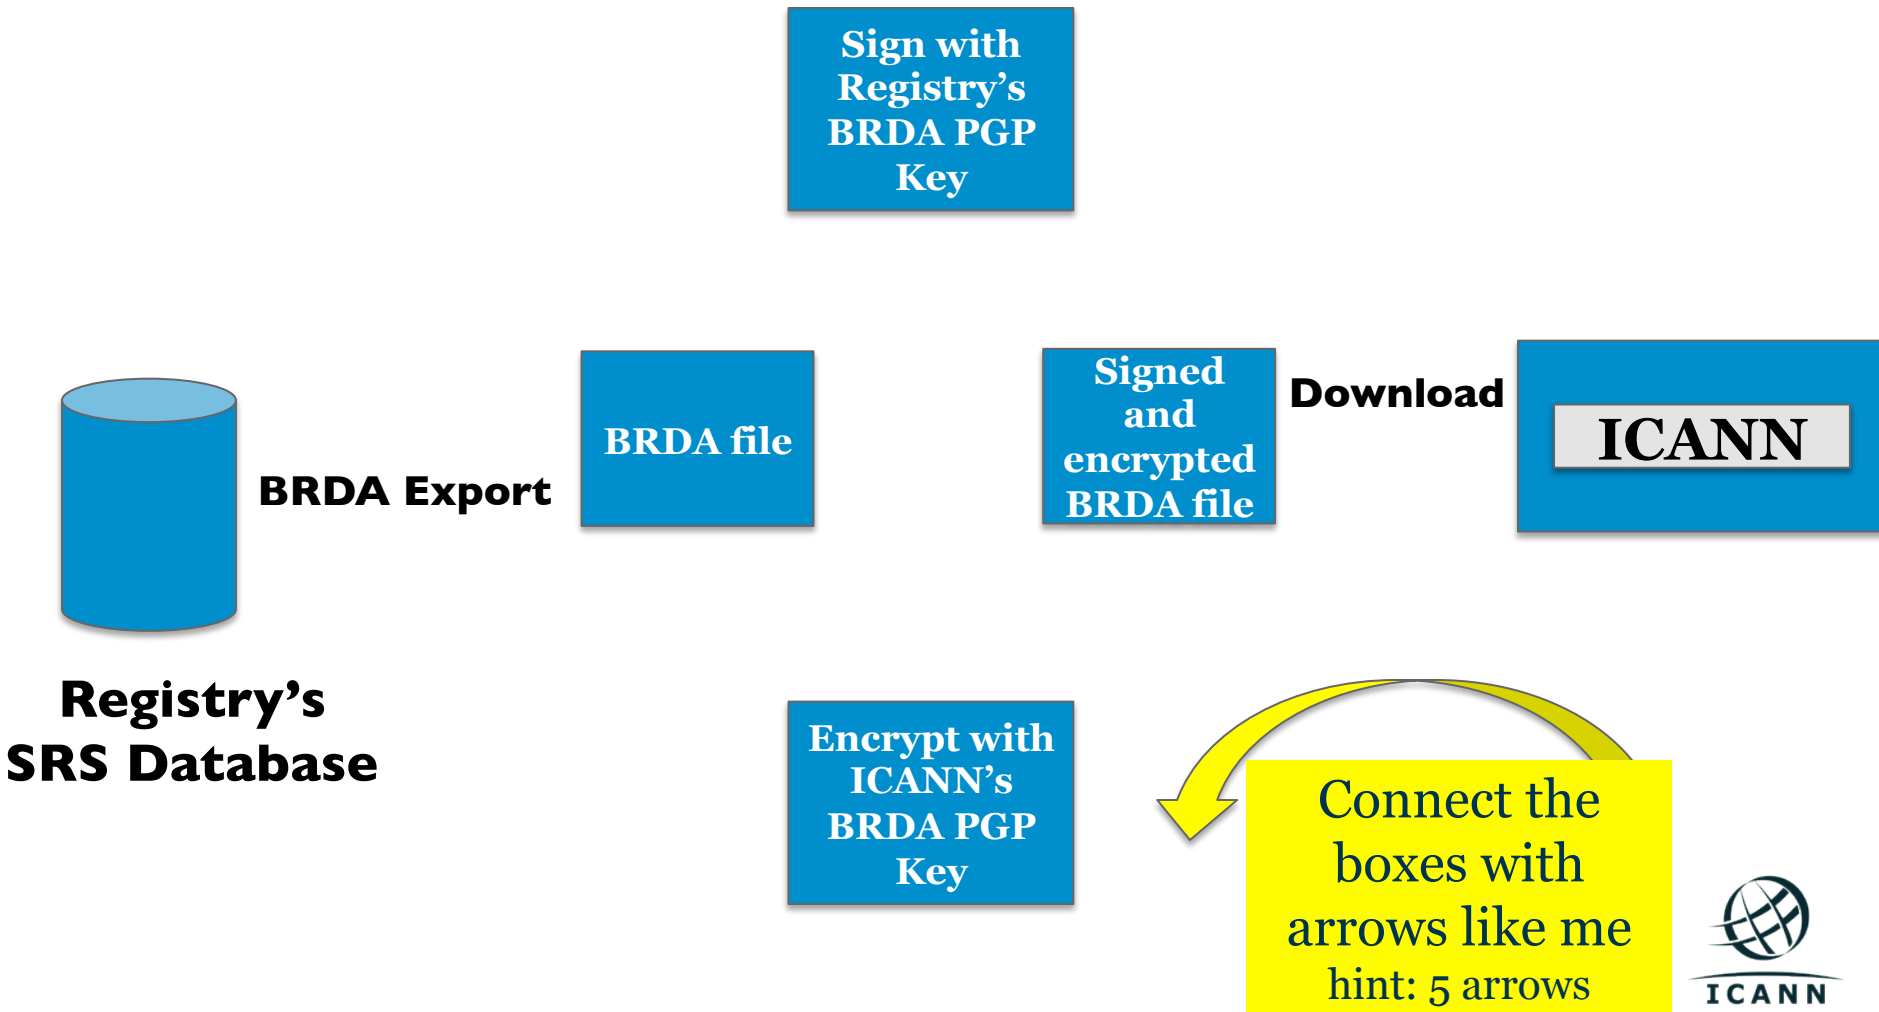 Sign with
Registry’s
BRDA PGP
Key
BRDA Export
BRDA file
Signed
and
encrypted
BRDA file
Download
ICANN
Registry’s
SRS Database
Encrypt with
ICANN’s
BRDA PGP
Key
Connect the
boxes with
arrows like me
hint: 5 arrows
ICANN